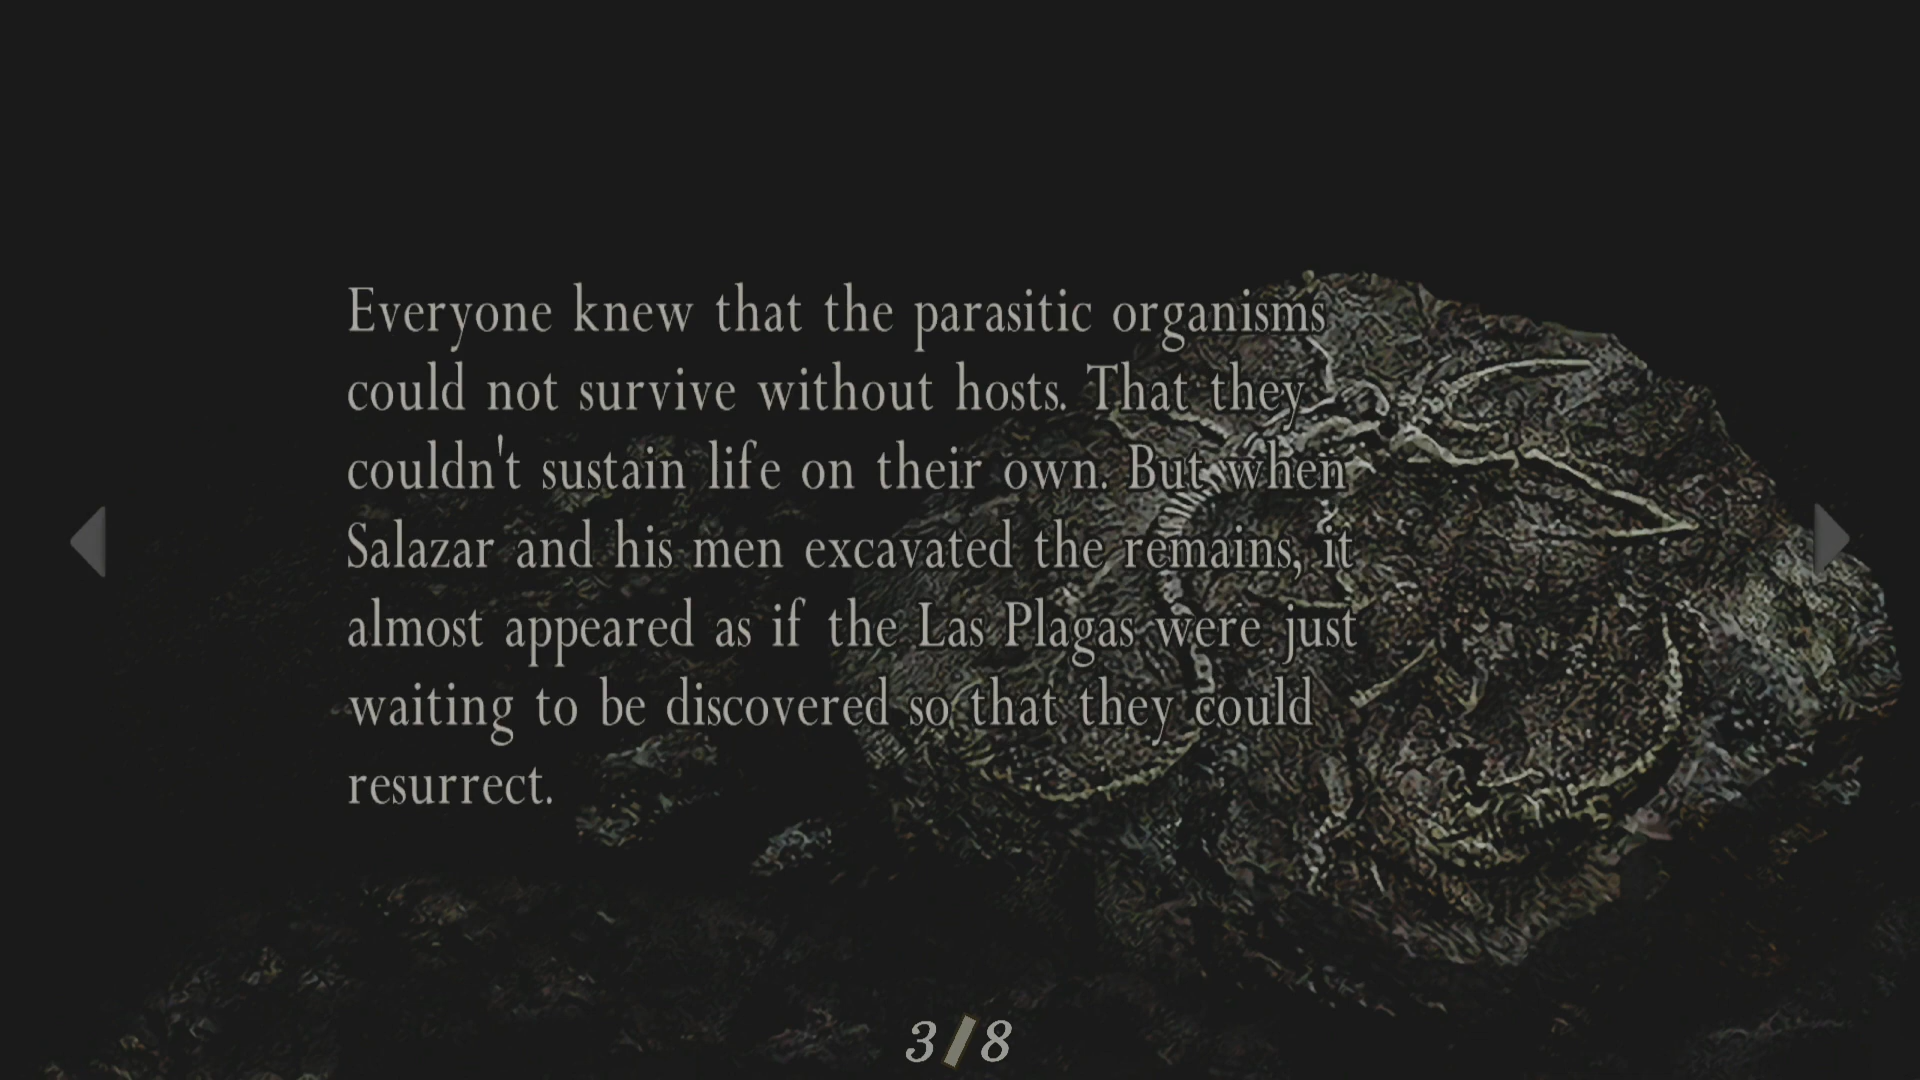 Everyone knew that the parasitic organisms
could not survive without hosts. That they
couldn't sustain life on their own. But when
Salazar and his men excavated the remains, it
almost appeared as if the Las Plagas were just
waiting to be discovered so that they could
resurrect.
3/8